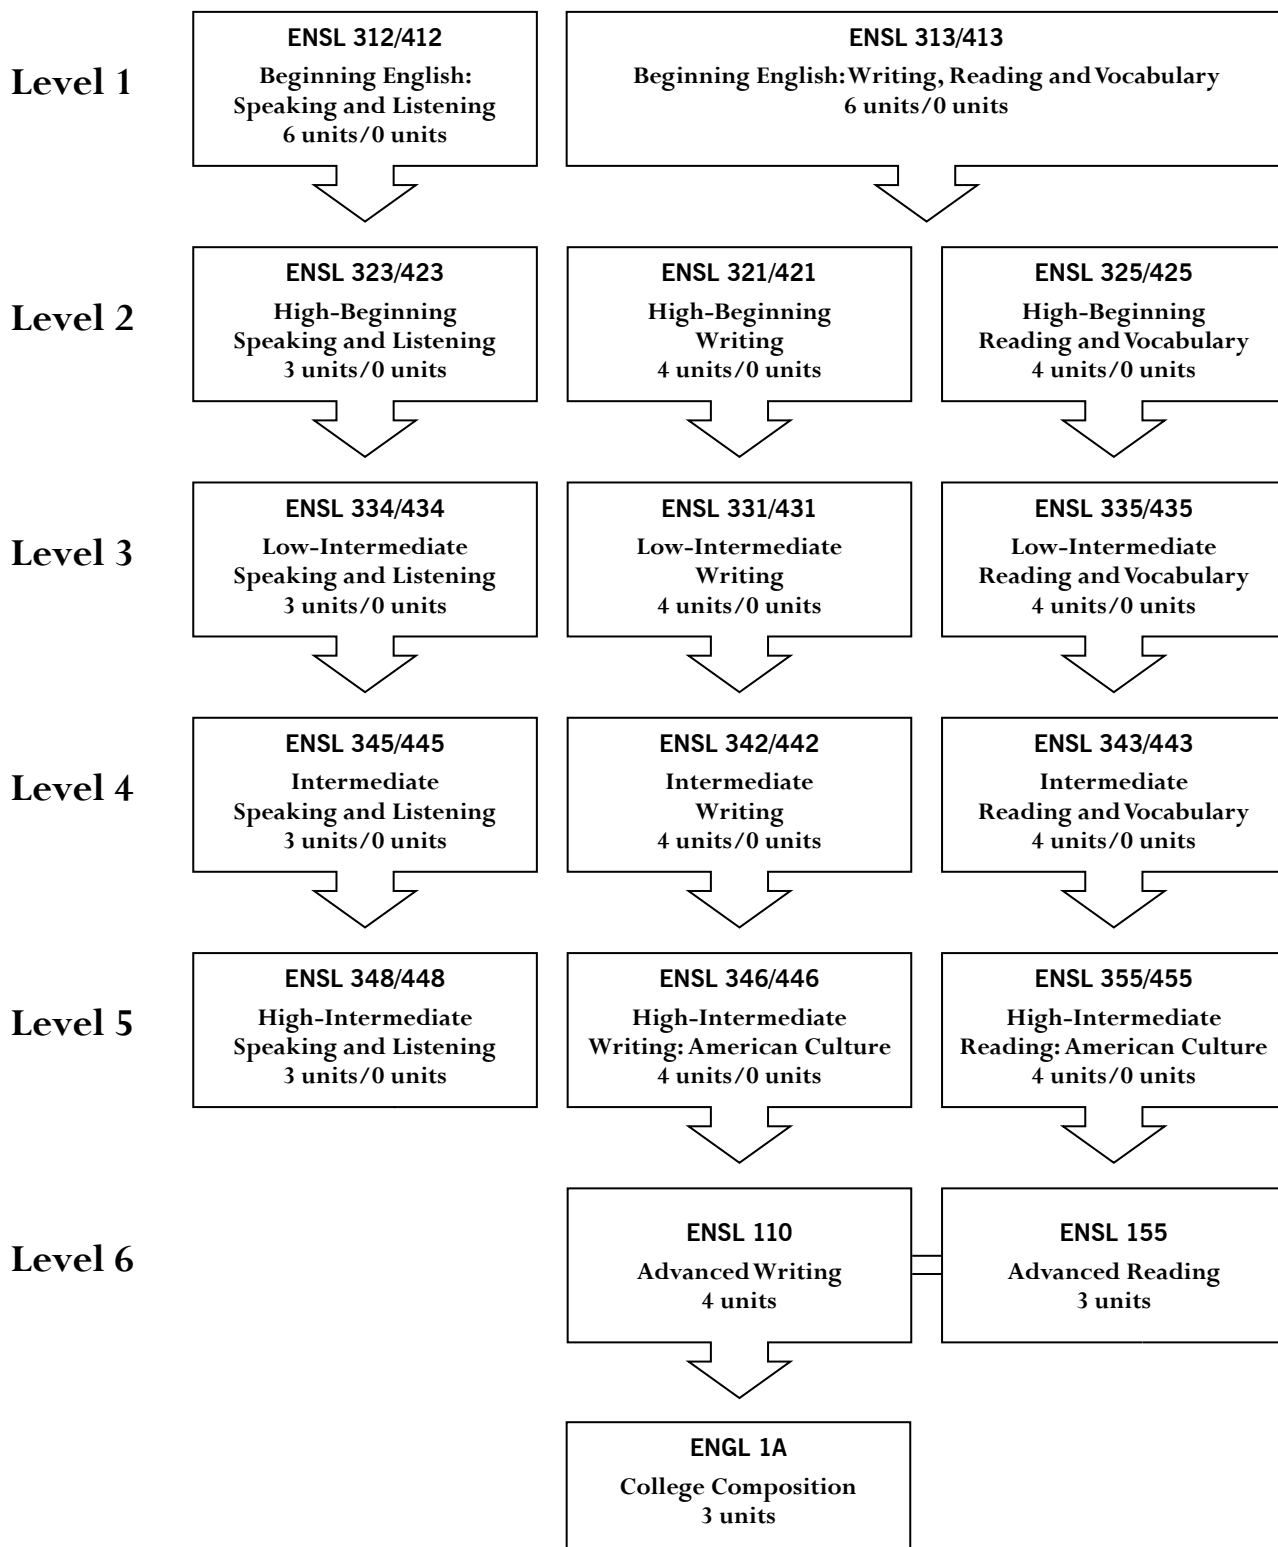 Level 1
ENSL 312/412
Beginning English:
Speaking and Listening
6 units/0 units
ENSL 313/413
Beginning English: Writing, Reading and Vocabulary
6 units/0 units
Level 2
ENSL 323/423
High-Beginning
Speaking and Listening
3 units/0 units
ENSL 321/421
High-Beginning
Writing
4 units/0 units
ENSL 325/425
High-Beginning
Reading and Vocabulary
4 units/0 units
Level 3
ENSL 334/434
Low-Intermediate
Speaking and Listening
3 units/0 units
ENSL 331/431
Low-Intermediate
Writing
4 units/0 units
ENSL 335/435
Low-Intermediate
Reading and Vocabulary
4 units/0 units
Level 4
ENSL 345/445
Intermediate
Speaking and Listening
3 units/0 units
ENSL 342/442
Intermediate
Writing
4 units/0 units
ENSL 343/443
Intermediate
Reading and Vocabulary
4 units/0 units
Level 5
ENSL 348/448
High-Intermediate
Speaking and Listening
3 units/0 units
ENSL 346/446
High-Intermediate
Writing: American Culture
4 units/0 units
ENSL 355/455
High-Intermediate
Reading: American Culture
4 units/0 units
Level 6
ENSL 110
Advanced Writing
4 units
ENSL 155
Advanced Reading
3 units
ENGL 1A
College Composition
3 units